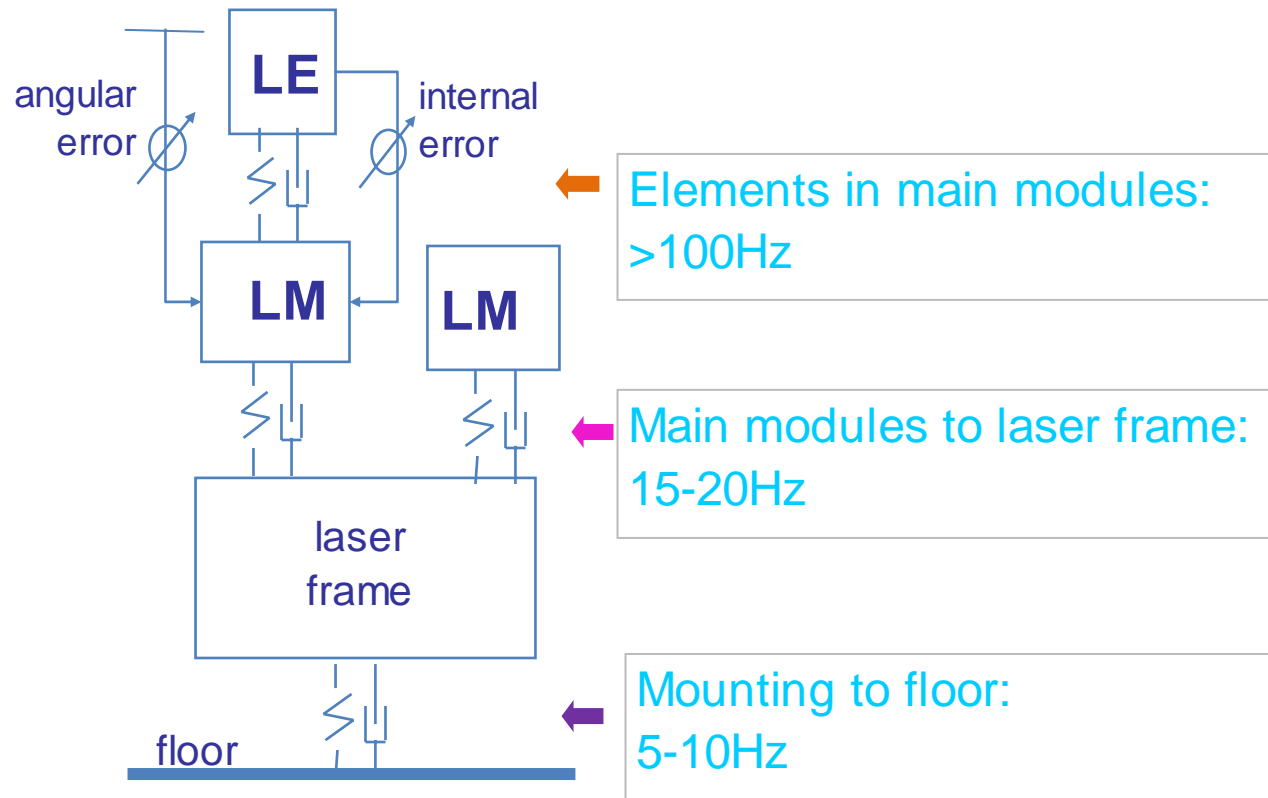 LE
angular
error
internal
error
Elements in main modules:
>100Hz
LM
LM
Main modules to laser frame:
15-20Hz
laser
frame
Mounting to floor:
5-10Hz
floor